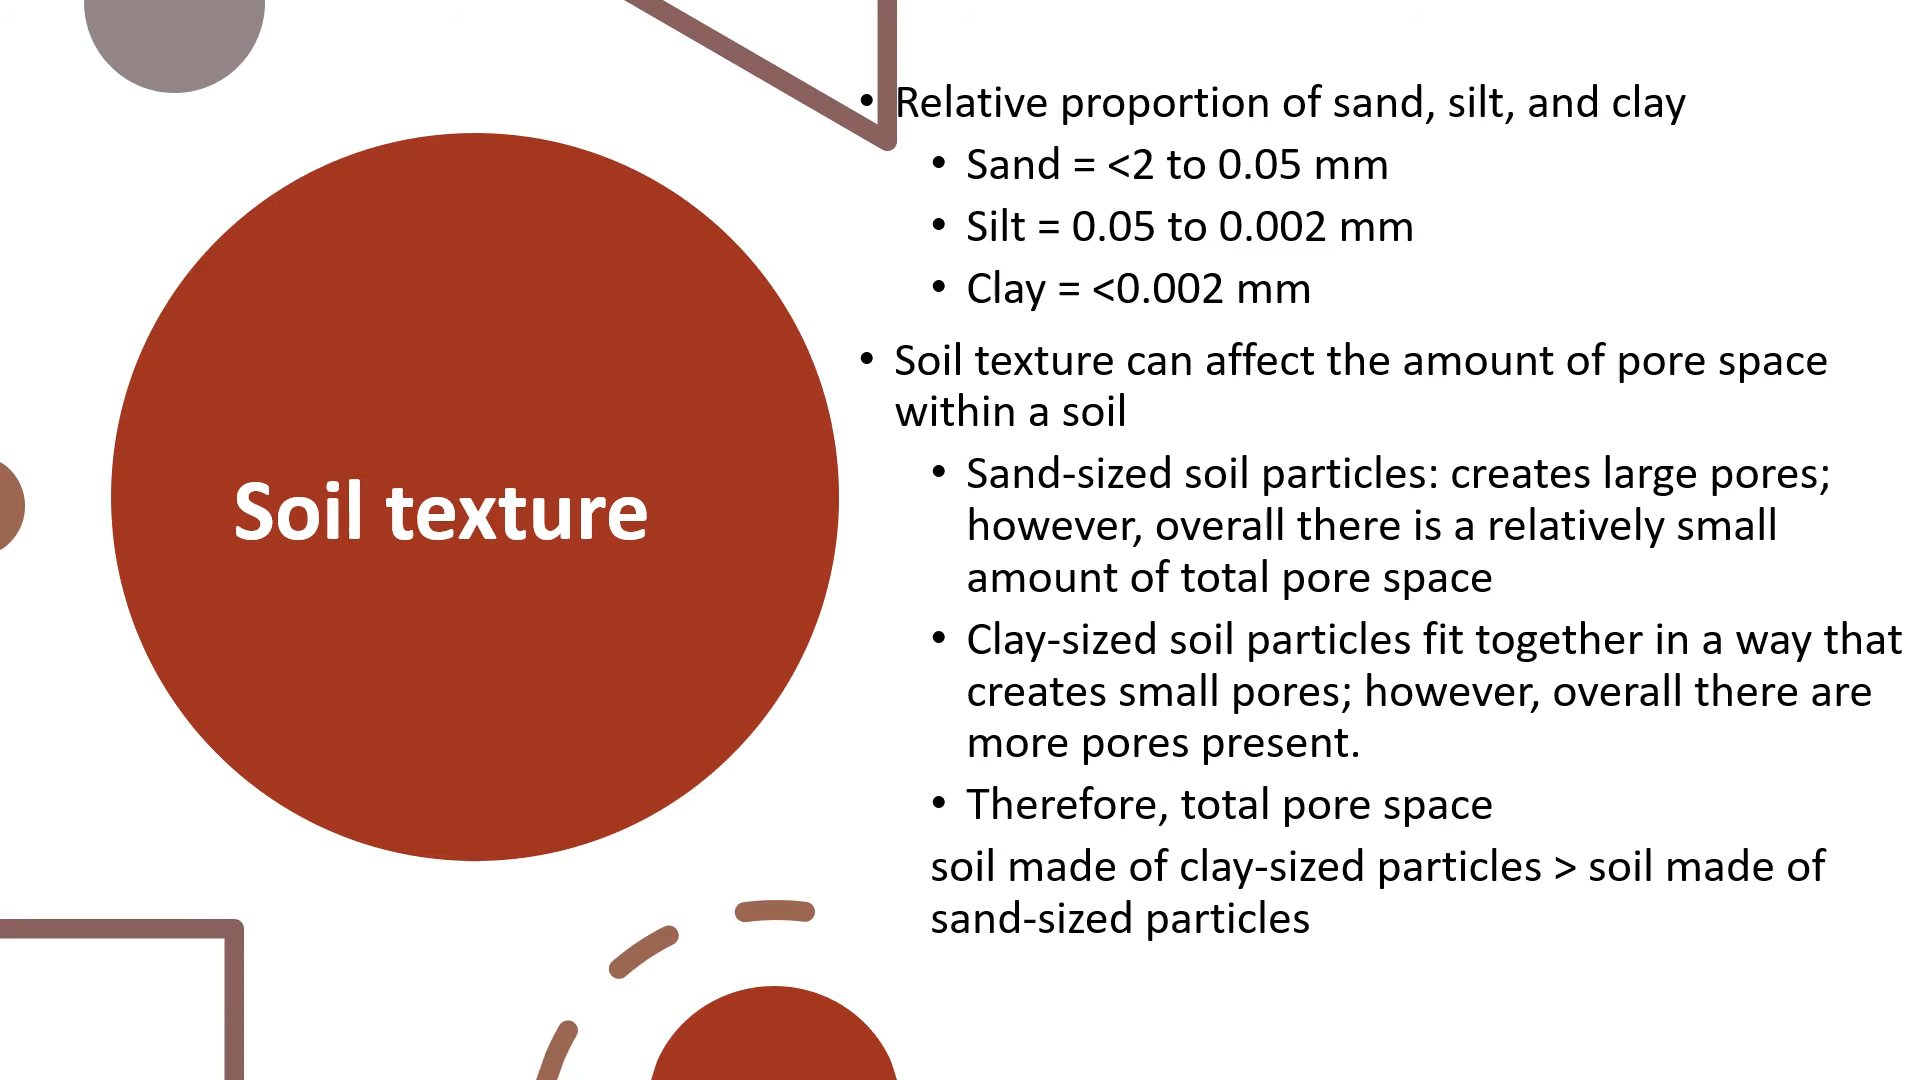 Soil texture
• Relative proportion of sand, silt, and clay
• Sand = <2 to 0.05 mm
• Silt = 0.05 to 0.002 mm
• Clay = <0.002 mm
• Soil texture can affect the amount of pore space
within a soil
• Sand-sized soil particles: creates large pores;
however, overall there is a relatively small
amount of total pore space
• Clay-sized soil particles fit together in a way that
creates small pores; however, overall there are
more pores present.
• Therefore, total pore space
soil made of clay-sized particles > soil made of
sand-sized particles